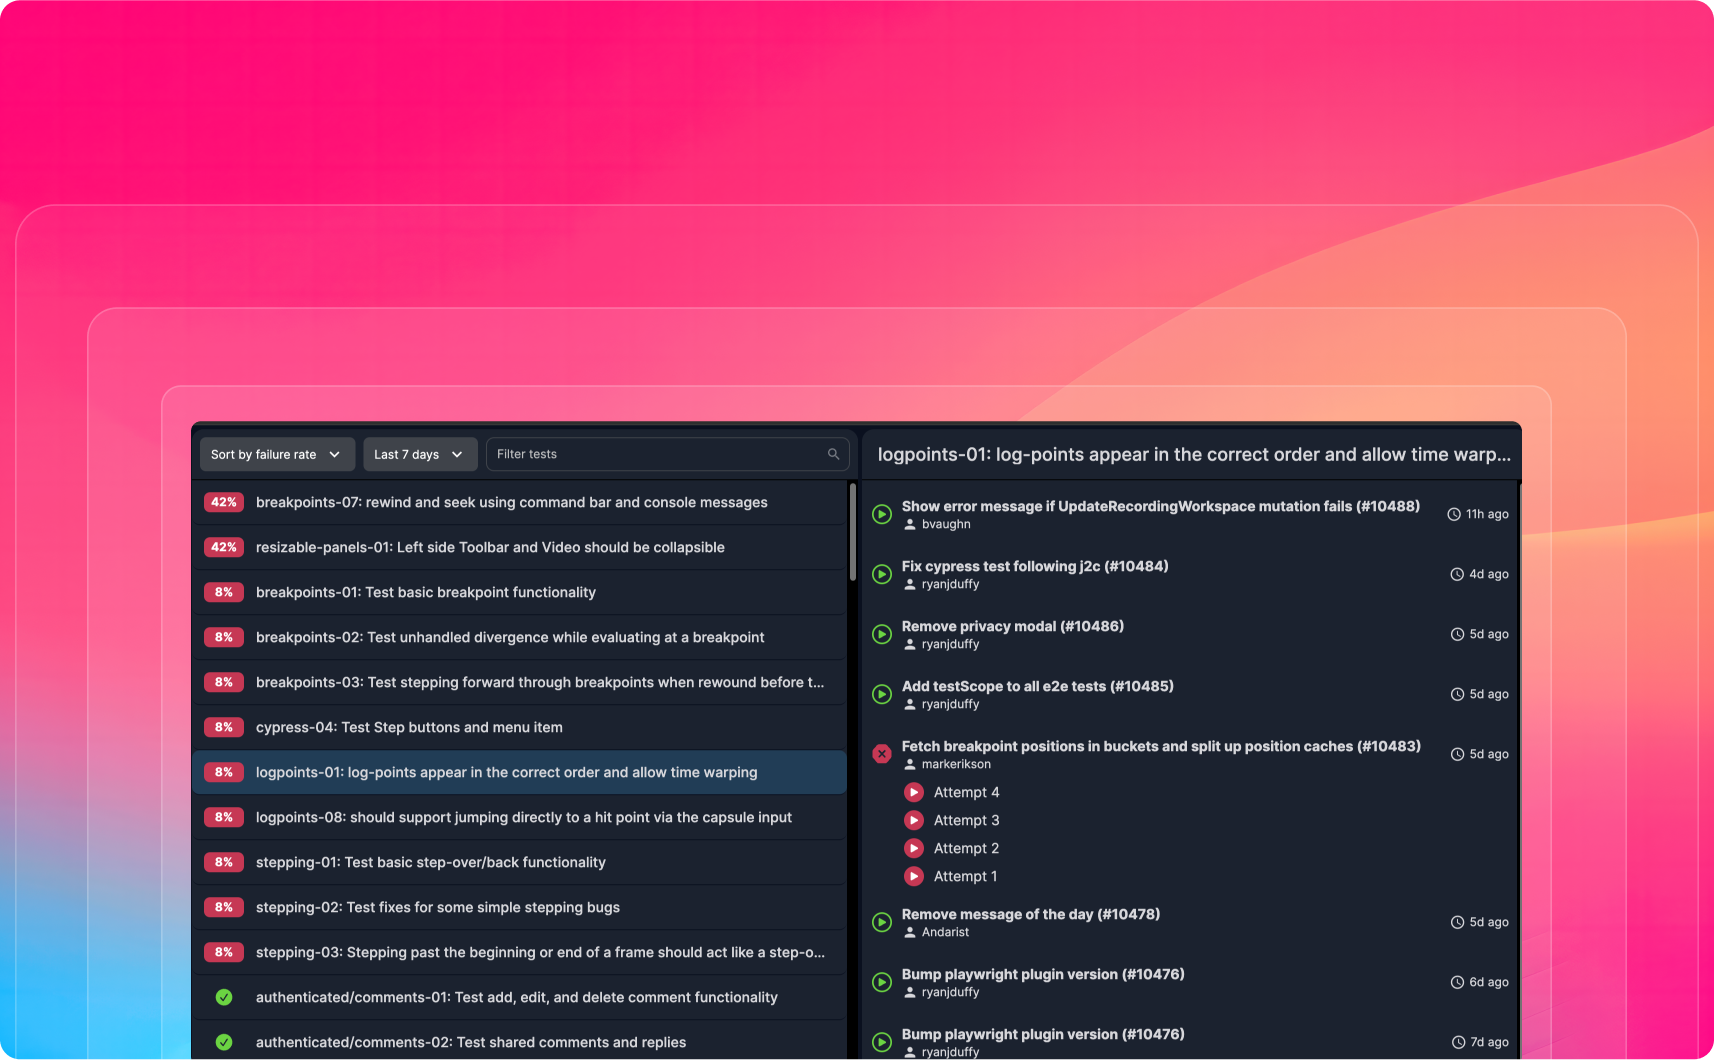 Sort by failure rate
Last 7 days
Filter tests
42% breakpoints-07: rewind and seek using command bar and console messages
42% resizable-panels-01: Left side Toolbar and Video should be collapsible
8% breakpoints-01: Test basic breakpoint functionality
8% breakpoints-02: Test unhandled divergence while evaluating at a breakpoint
8% breakpoints-03: Test stepping forward through breakpoints when rewound before t...
8% cypress-04: Test Step buttons and menu item
8% logpoints-01: log-points appear in the correct order and allow time warping
8% logpoints-08: should support jumping directly to a hit point via the capsule input
8% stepping-01: Test basic step-over/back functionality
8% stepping-02: Test fixes for some simple stepping bugs
8% stepping-03: Stepping past the beginning or end of a frame should act like a step-o...
authenticated/comments-01: Test add, edit, and delete comment functionality
authenticated/comments-02: Test shared comments and replies
logpoints-01: log-points appear in the correct order and allow time warp...
Show error message if UpdateRecordingWorkspace mutation fails (#10488)
bvaughn
11h ago
Fix cypress test following j2c (#10484)
ryanjduffy
4d ago
Remove privacy modal (#10486)
ryanjduffy
5d ago
Add testScope to all e2e tests (#10485)
ryanjduffy
5d ago
Fetch breakpoint positions in buckets and split up position caches (#10483)
markerikson
5d ago
Attempt 4
Attempt 3
Attempt 2
Attempt 1
Remove message of the day (#10478)
Andarist
5d ago
Bump playwright plugin version (#10476)
ryanjduffy
6d ago
Bump playwright plugin version (#10476)
ryanjduffy
7d ago